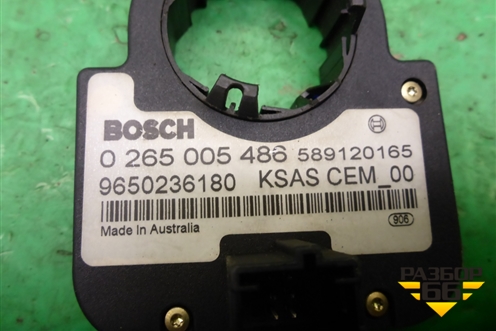 BOSCH
0 265 005 486 589120165
9650236180 KSAS CEM_00
Made In Australia
906
РАЗБОР
66